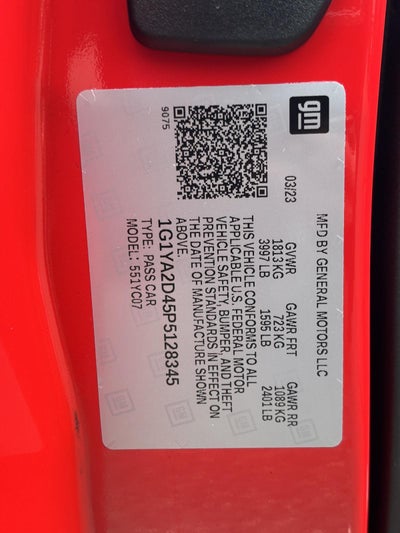 gm
MFD BY GENERAL MOTORS LLC
03/23
GVWR GAWR FRT GAWR RR
1813 KG 723 KG 1089 KG
3997 LB 1595 LB 2401 LB
THIS VEHICLE CONFORMS TO ALL
APPLICABLE U.S. FEDERAL MOTOR
VEHICLE SAFETY, BUMPER, AND THEFT
PREVENTION STANDARDS IN EFFECT ON
THE DATE OF MANUFACTURE SHOWN
ABOVE.
1G1YA2D45P5128345
TYPE: PASS CAR
MODEL: 551YC07
9075